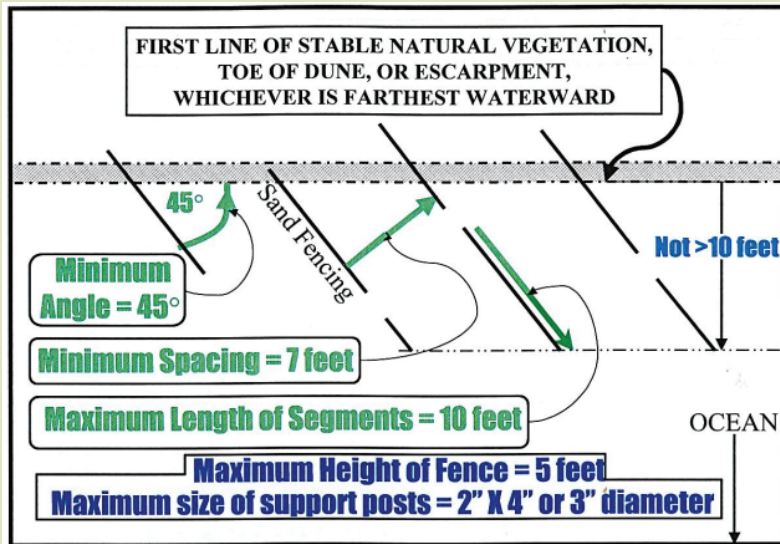 FIRST LINE OF STABLE NATURAL VEGETATION,
TOE OF DUNE, OR ESCARPMENT,
WHICHEVER IS FARTHEST WATERWARD
45°
Sand Fencing
Not >10 feet
Minimum
Angle = 45°
Minimum Spacing = 7 feet
Maximum Length of Segments = 10 feet
OCEAN
Maximum Height of Fence = 5 feet
Maximum size of support posts = 2" X 4" or 3" diameter